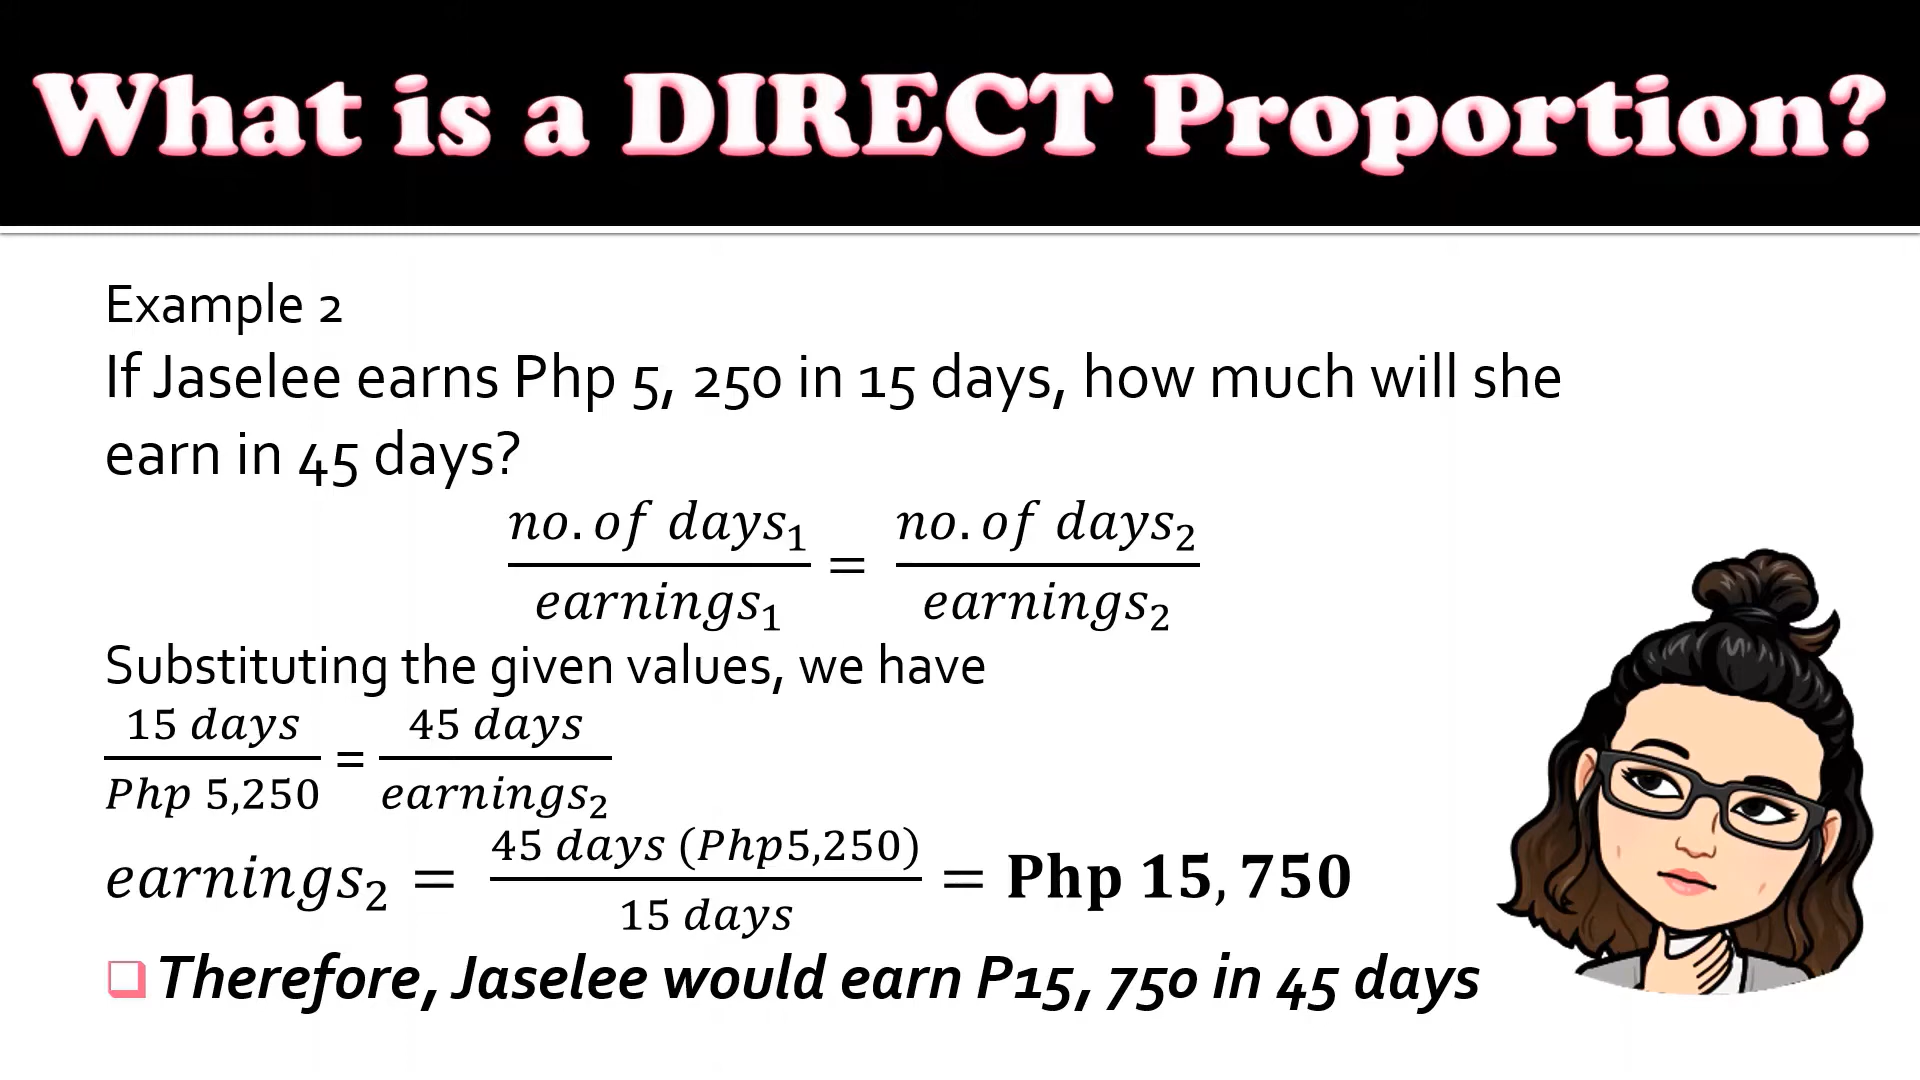 What is a DIRECT Proportion?
Example 2
If Jaselee earns Php 5, 250 in 15 days, how much will she
earn in 45 days?
no. of days₁ / earnings₁ = no. of days₂ / earnings₂
Substituting the given values, we have
15 days / Php 5,250 = 45 days / earnings₂
earnings₂ = 45 days (Php5,250) / 15 days = Php 15, 750
❑ Therefore, Jaselee would earn P15, 750 in 45 days